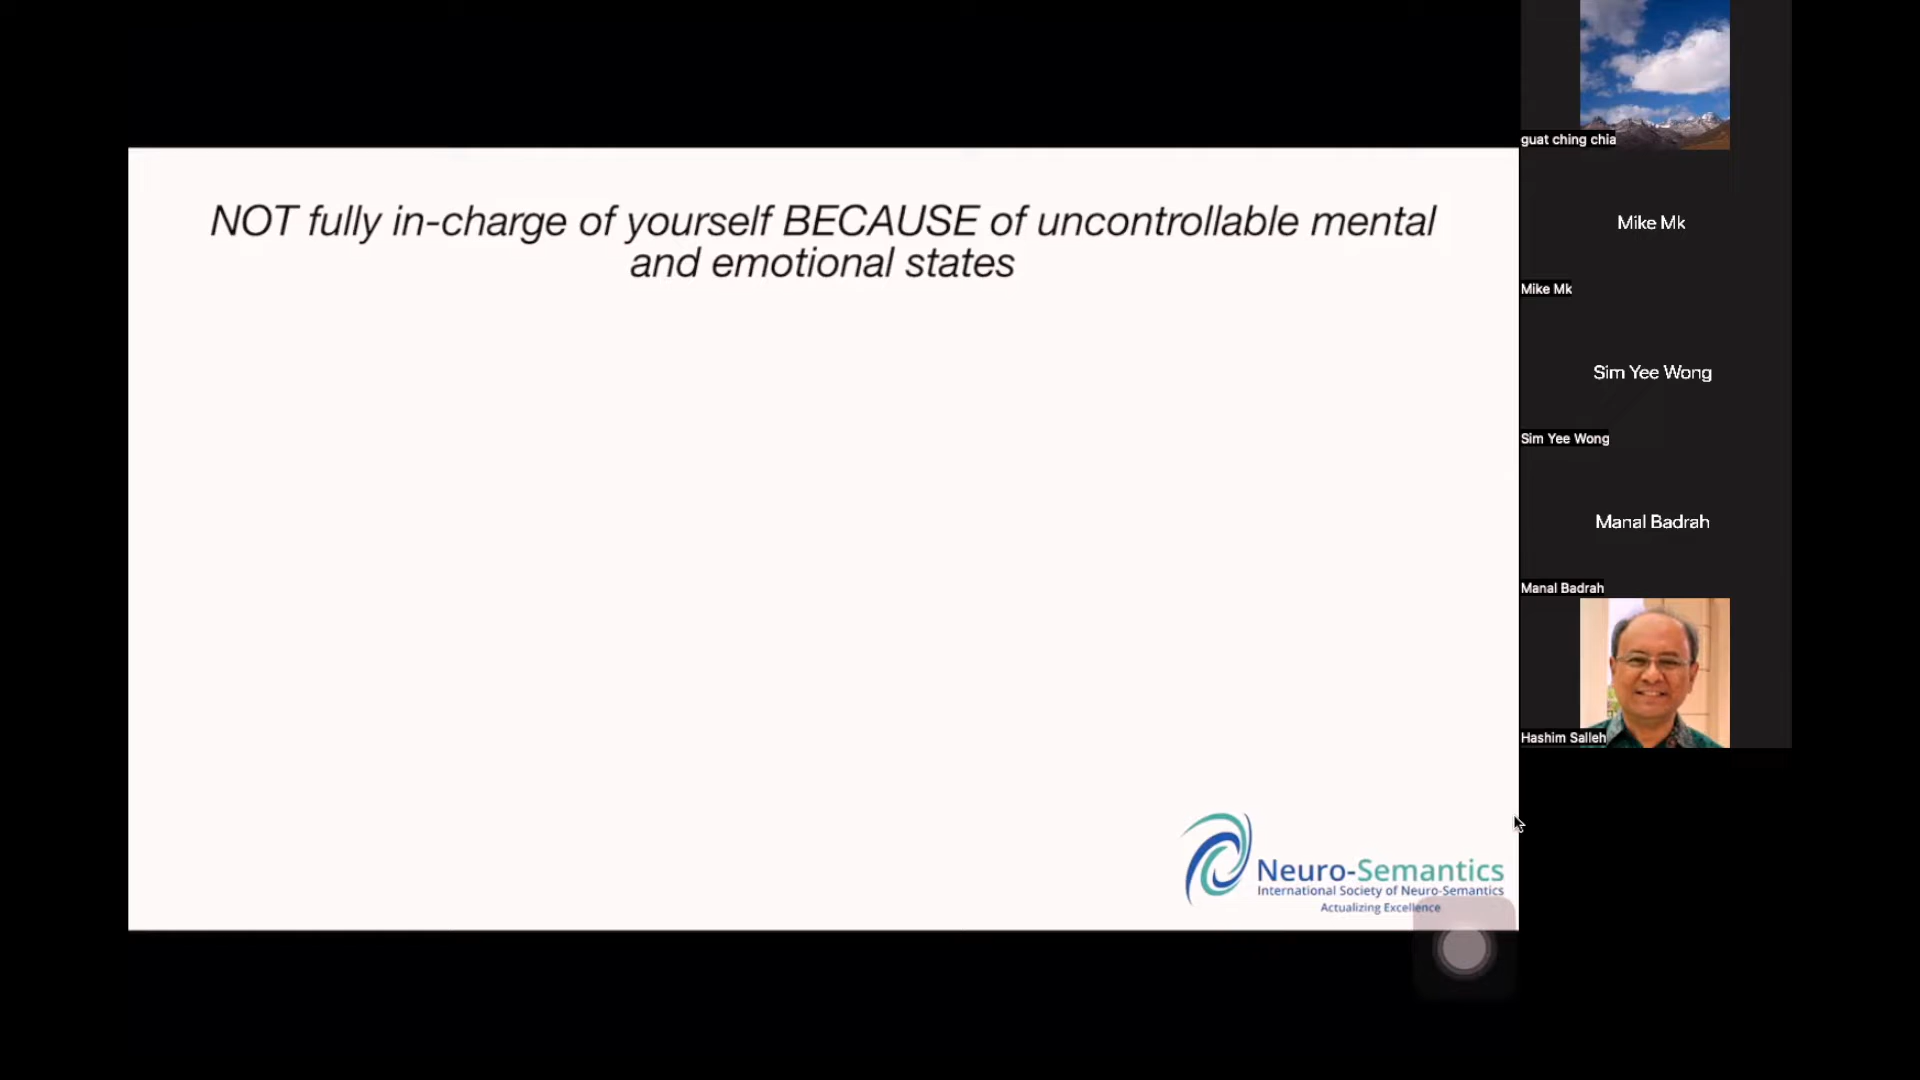 NOT fully in-charge of yourself BECAUSE of uncontrollable mental
and emotional states
Neuro-Semantics
International Society of Neuro-Semantics
Actualizing Excellence
guat ching chia
Mike Mk
Mike Mk
Sim Yee Wong
Sim Yee Wong
Manal Badrah
Manal Badrah
Hashim Salleh